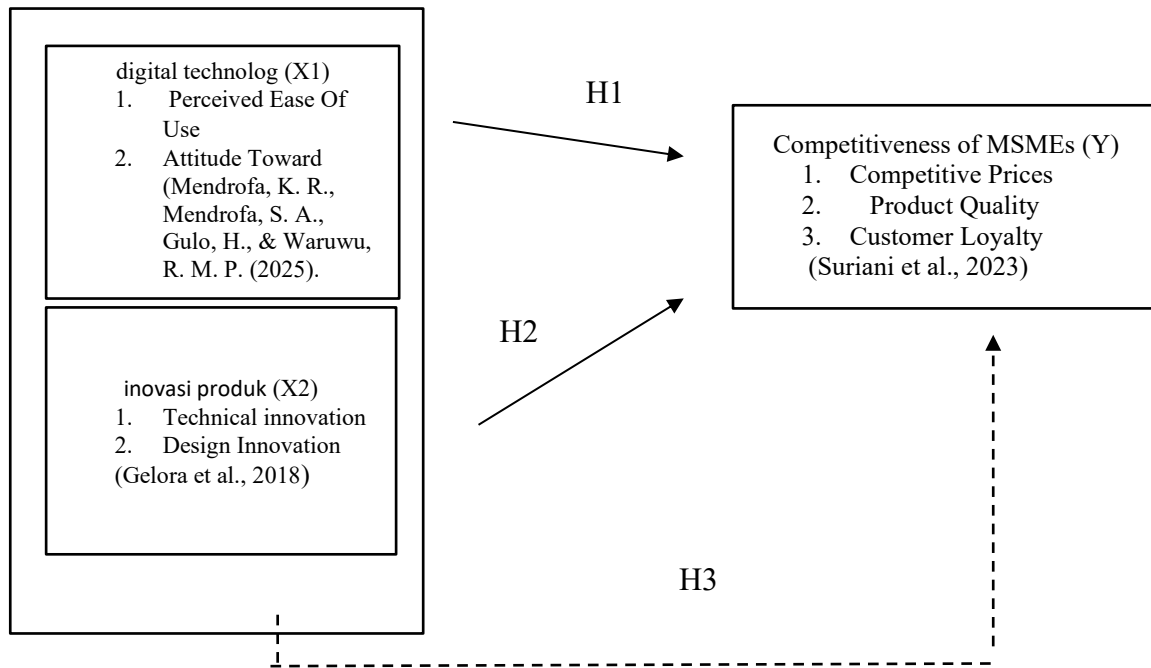 digital technolog (X1)
1. Perceived Ease Of
Use
2. Attitude Toward
(Mendrofa, K. R.,
Mendrofa, S. A.,
Gulo, H., & Waruwu,
R. M. P. (2025).
inovasi produk (X2)
1. Technical innovation
2. Design Innovation
(Gelora et al., 2018)
H1
H2
H3
Competitiveness of MSMEs (Y)
1. Competitive Prices
2. Product Quality
3. Customer Loyalty
(Suriani et al., 2023)